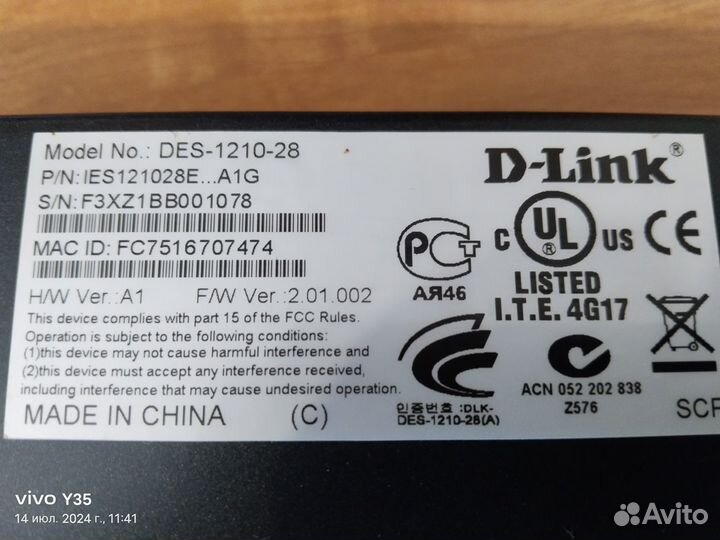 Model No.: DES-1210-28
P/N: IES121028E...A1G
S/N: F3XZ1BB001078
MAC ID: FC7516707474
H/W Ver.:A1 F/W Ver.:2.01.002
This device complies with part 15 of the FCC Rules.
Operation is subject to the following conditions:
(1)this device may not cause harmful interference and
(2)this device must accept any interference received,
including interference that may cause undesired operation.
MADE IN CHINA (C)
D-Link®
РСТ
АЯ46
C UL® US CE
LISTED
I.T.E. 4G17
인증번호 :DLK-
DES-1210-28(A)
ACN 052 202 838
Z576
SCF
vivo Y35
14 июл. 2024 г., 11:41
Avito